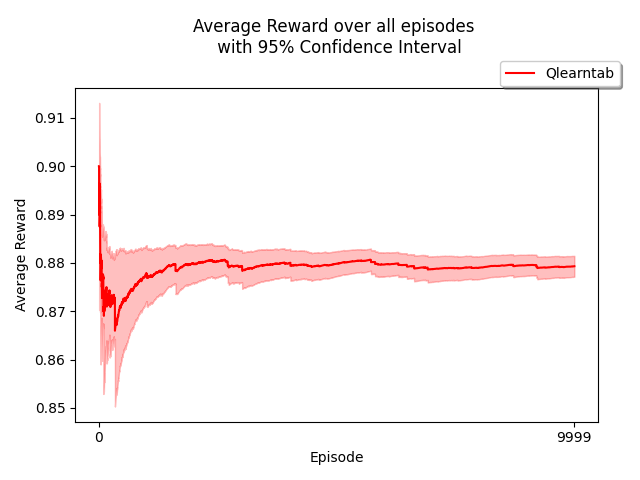 Average Reward over all episodes
with 95% Confidence Interval
Qlearntab
0.91
0.90
0.89
0.88
0.87
0.86
0.85
Average Reward
0
9999
Episode